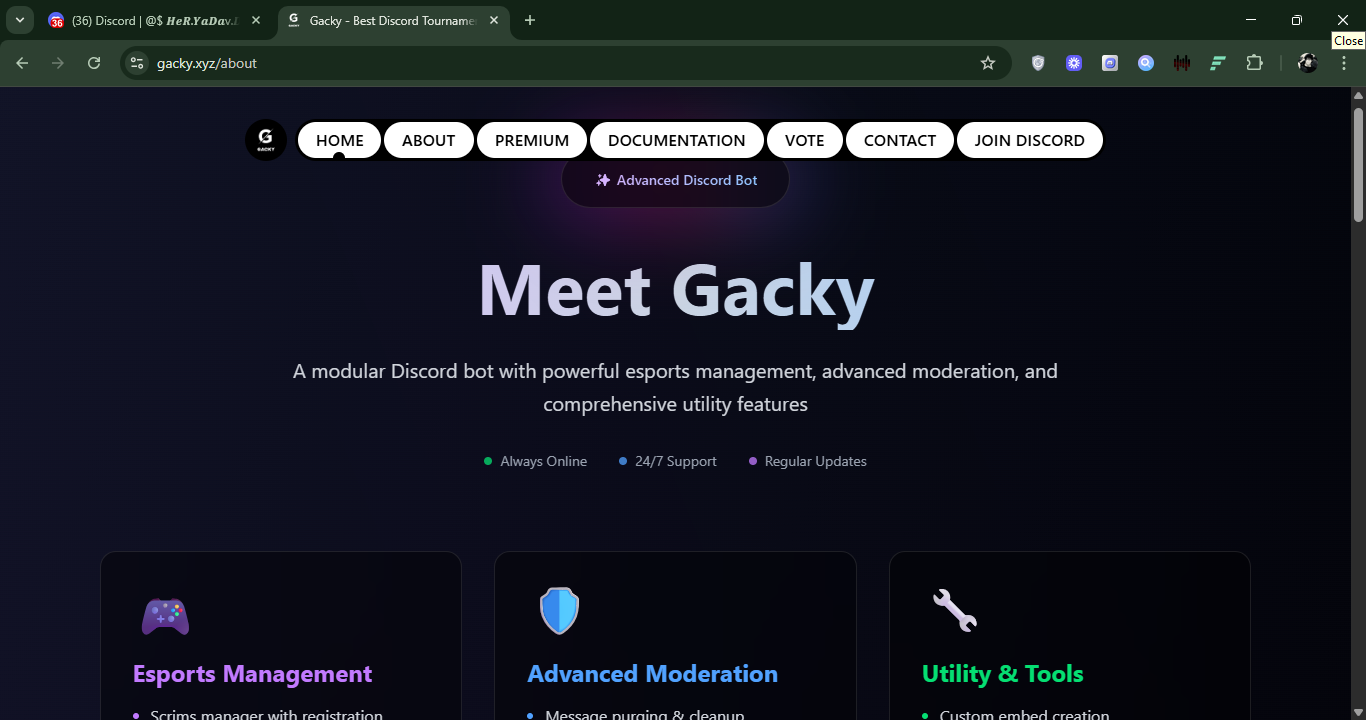 (36) Discord | @$ HeR.YaDav.
Gacky - Best Discord Tourname
Close
gacky.xyz/about
GACKY
HOME
ABOUT
PREMIUM
DOCUMENTATION
VOTE
CONTACT
JOIN DISCORD
Advanced Discord Bot
Meet Gacky
A modular Discord bot with powerful esports management, advanced moderation, and
comprehensive utility features
Always Online
24/7 Support
Regular Updates
Esports Management
Advanced Moderation
Utility & Tools
Scrims manager with registration
Message purging & cleanup
Custom embed creation